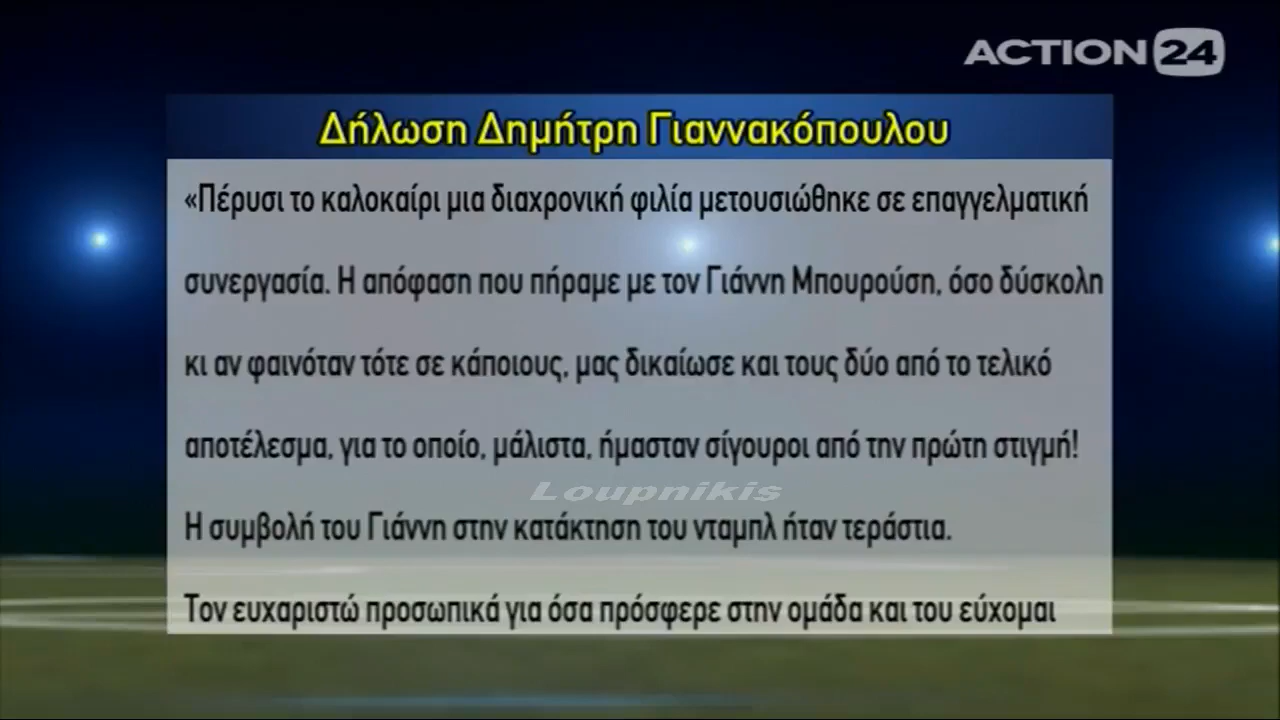 ACTION 24
Δήλωση Δημήτρη Γιαννακόπουλου
«Πέρυσι το καλοκαίρι μια διαχρονική φιλία μετουσιώθηκε σε επαγγελματική
συνεργασία. Η απόφαση που πήραμε με τον Γιάννη Μπουρούση, όσο δύσκολη
κι αν φαινόταν τότε σε κάποιους, μας δικαίωσε και τους δύο από το τελικό
αποτέλεσμα, για το οποίο, μάλιστα, ήμασταν σίγουροι από την πρώτη στιγμή!
Loupnikis
Η συμβολή του Γιάννη στην κατάκτηση του νταμπλ ήταν τεράστια.
Τον ευχαριστώ προσωπικά για όσα πρόσφερε στην ομάδα και του εύχομαι